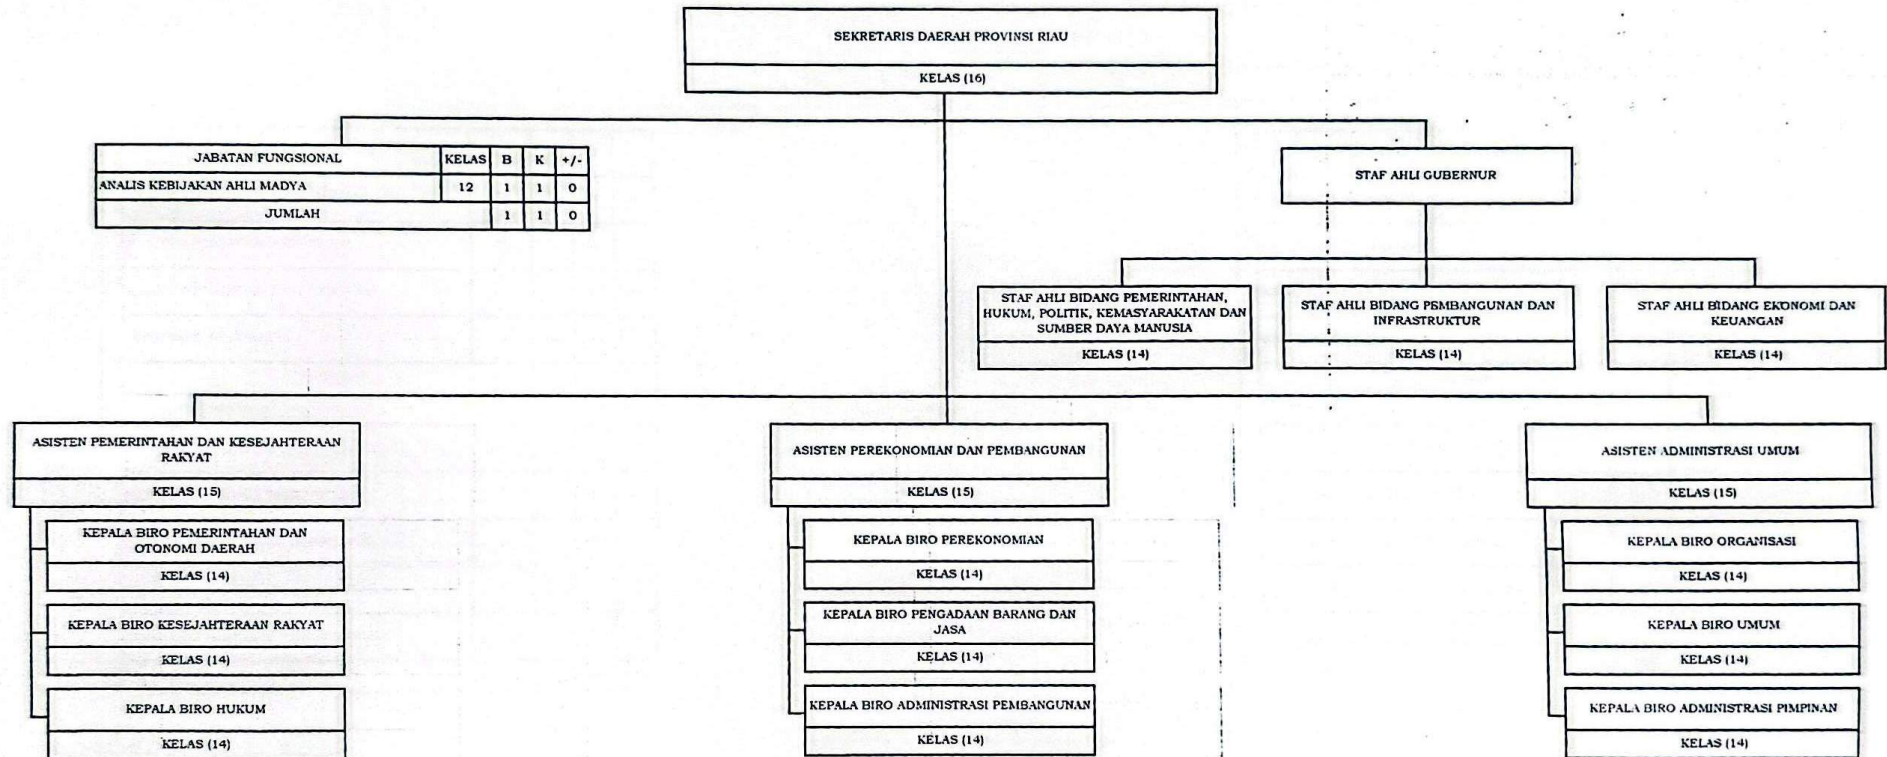 SEKRETARIS DAERAH PROVINSI RIAU
KELAS (16)
JABATAN FUNGSIONAL KELAS B K +/-
ANALIS KEBIJAKAN AHLI MADYA 12 1 1 0
JUMLAH 1 1 0
STAF AHLI GUBERNUR
STAF AHLI BIDANG PEMERINTAHAN,
HUKUM, POLITIK, KEMASYARAKATAN DAN
SUMBER DAYA MANUSIA
KELAS (14)
STAF AHLI BIDANG PEMBANGUNAN DAN
INFRASTRUKTUR
KELAS (14)
STAF AHLI BIDANG EKONOMI DAN
KEUANGAN
KELAS (14)
ASISTEN PEMERINTAHAN DAN KESEJAHTERAAN
RAKYAT
KELAS (15)
KEPALA BIRO PEMERINTAHAN DAN
OTONOMI DAERAH
KELAS (14)
KEPALA BIRO KESEJAHTERAAN RAKYAT
KELAS (14)
KEPALA BIRO HUKUM
KELAS (14)
ASISTEN PEREKONOMIAN DAN PEMBANGUNAN
KELAS (15)
KEPALA BIRO PEREKONOMIAN
KELAS (14)
KEPALA BIRO PENGADAAN BARANG DAN
JASA
KELAS (14)
KEPALA BIRO ADMINISTRASI PEMBANGUNAN
KELAS (14)
ASISTEN ADMINISTRASI UMUM
KELAS (15)
KEPALA BIRO ORGANISASI
KELAS (14)
KEPALA BIRO UMUM
KELAS (14)
KEPALA BIRO ADMINISTRASI PIMPINAN
KELAS (14)